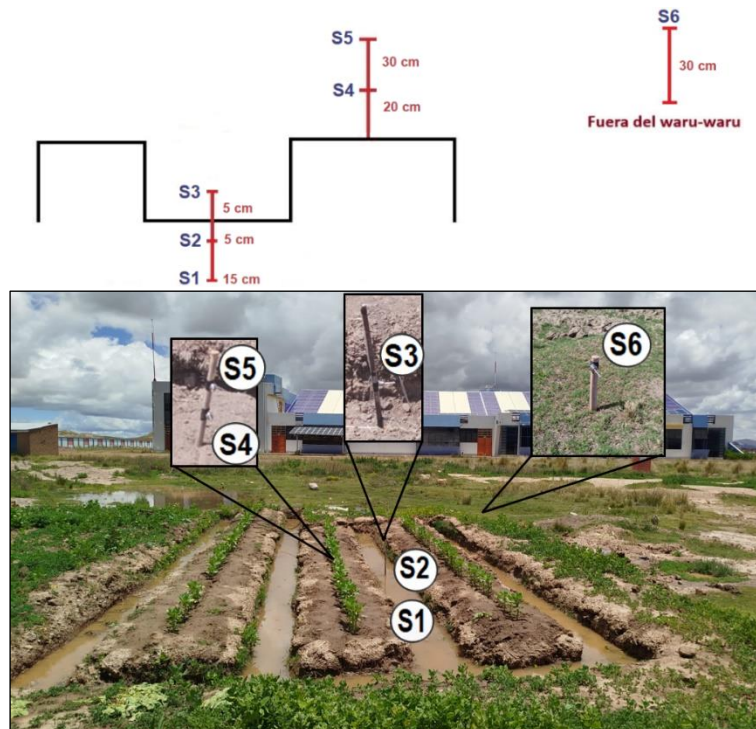 S6
S5
30 cm
30 cm
S4
20 cm
Fuera del waru-waru
S3
5 cm
S2
5 cm
S1
15 cm
S5
S3
S6
S4
S2
S1